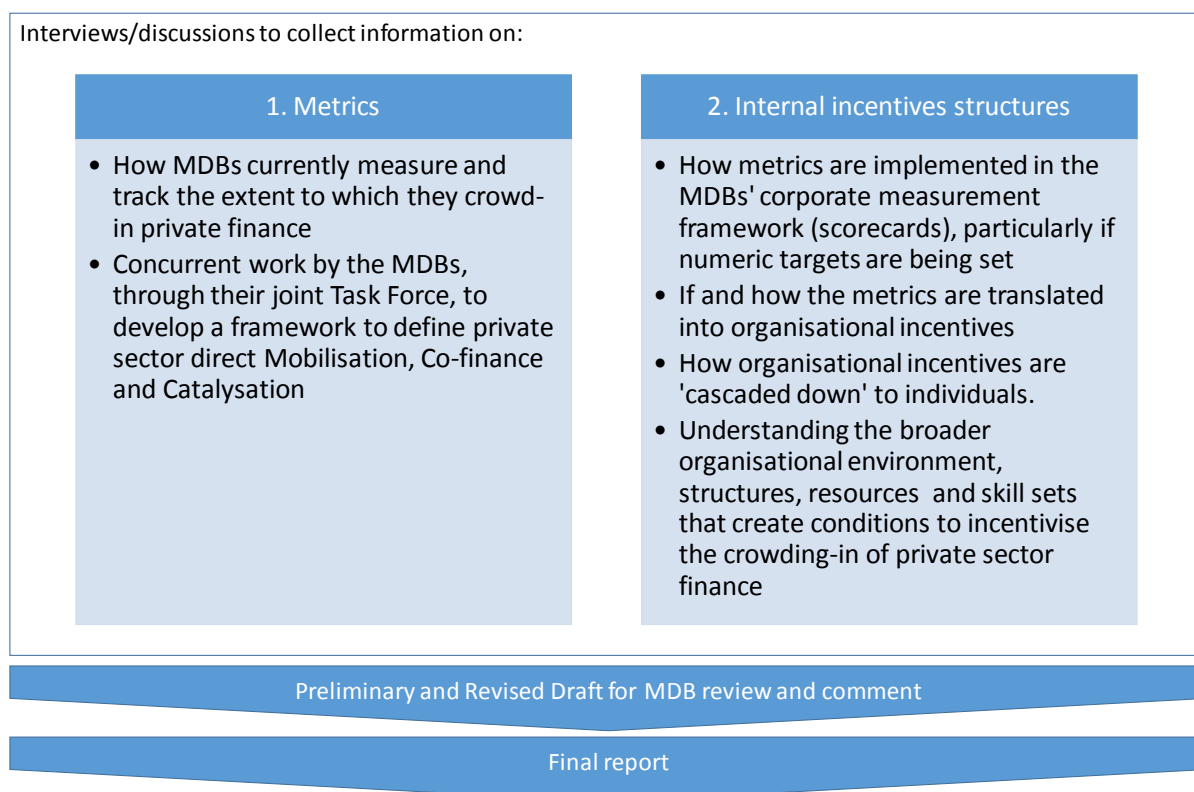 Interviews/discussions to collect information on:
1. Metrics
• How MDBs currently measure and
track the extent to which they crowd-
in private finance
• Concurrent work by the MDBs,
through their joint Task Force, to
develop a framework to define private
sector direct Mobilisation, Co-finance
and Catalysation
2. Internal incentives structures
• How metrics are implemented in the
MDBs' corporate measurement
framework (scorecards), particularly if
numeric targets are being set
• If and how the metrics are translated
into organisational incentives
• How organisational incentives are
'cascaded down' to individuals.
• Understanding the broader
organisational environment,
structures, resources and skill sets
that create conditions to incentivise
the crowding-in of private sector
finance
Preliminary and Revised Draft for MDB review and comment
Final report